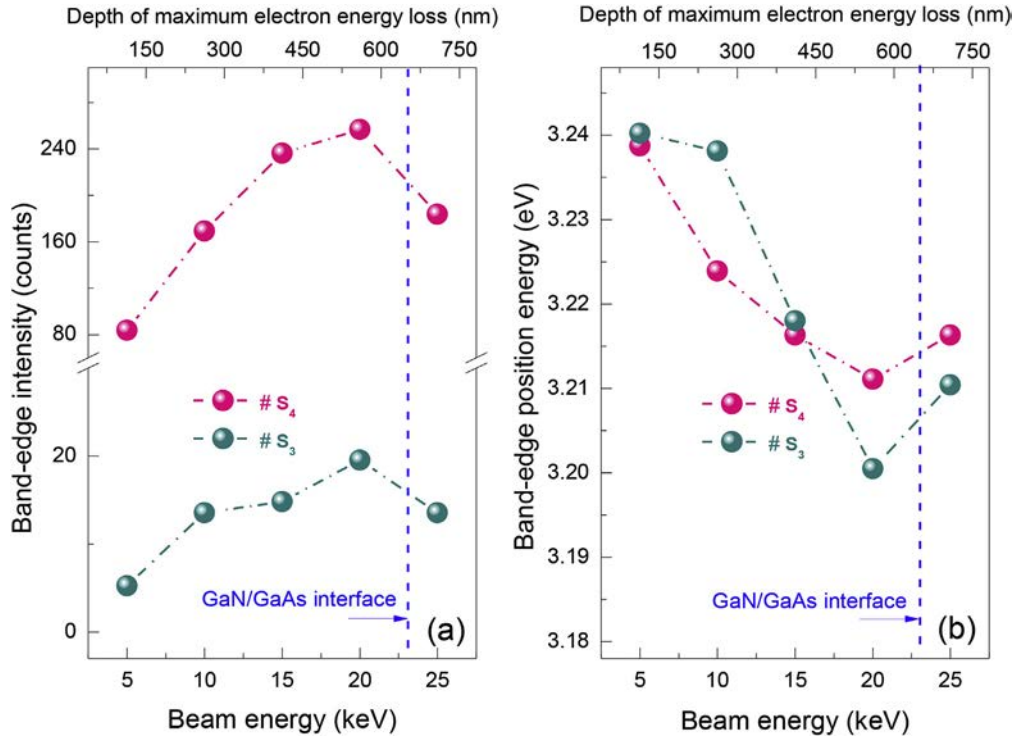 Depth of maximum electron energy loss (nm)
150 300 450 600 750
Band-edge intensity (counts)
240
160
80
20
0
# S₄
# S₃
GaN/GaAs interface
(a)
5 10 15 20 25
Beam energy (keV)
Depth of maximum electron energy loss (nm)
150 300 450 600 750
Band-edge position energy (eV)
3.24
3.23
3.22
3.21
3.20
3.19
3.18
# S₄
# S₃
GaN/GaAs interface
(b)
5 10 15 20 25
Beam energy (keV)